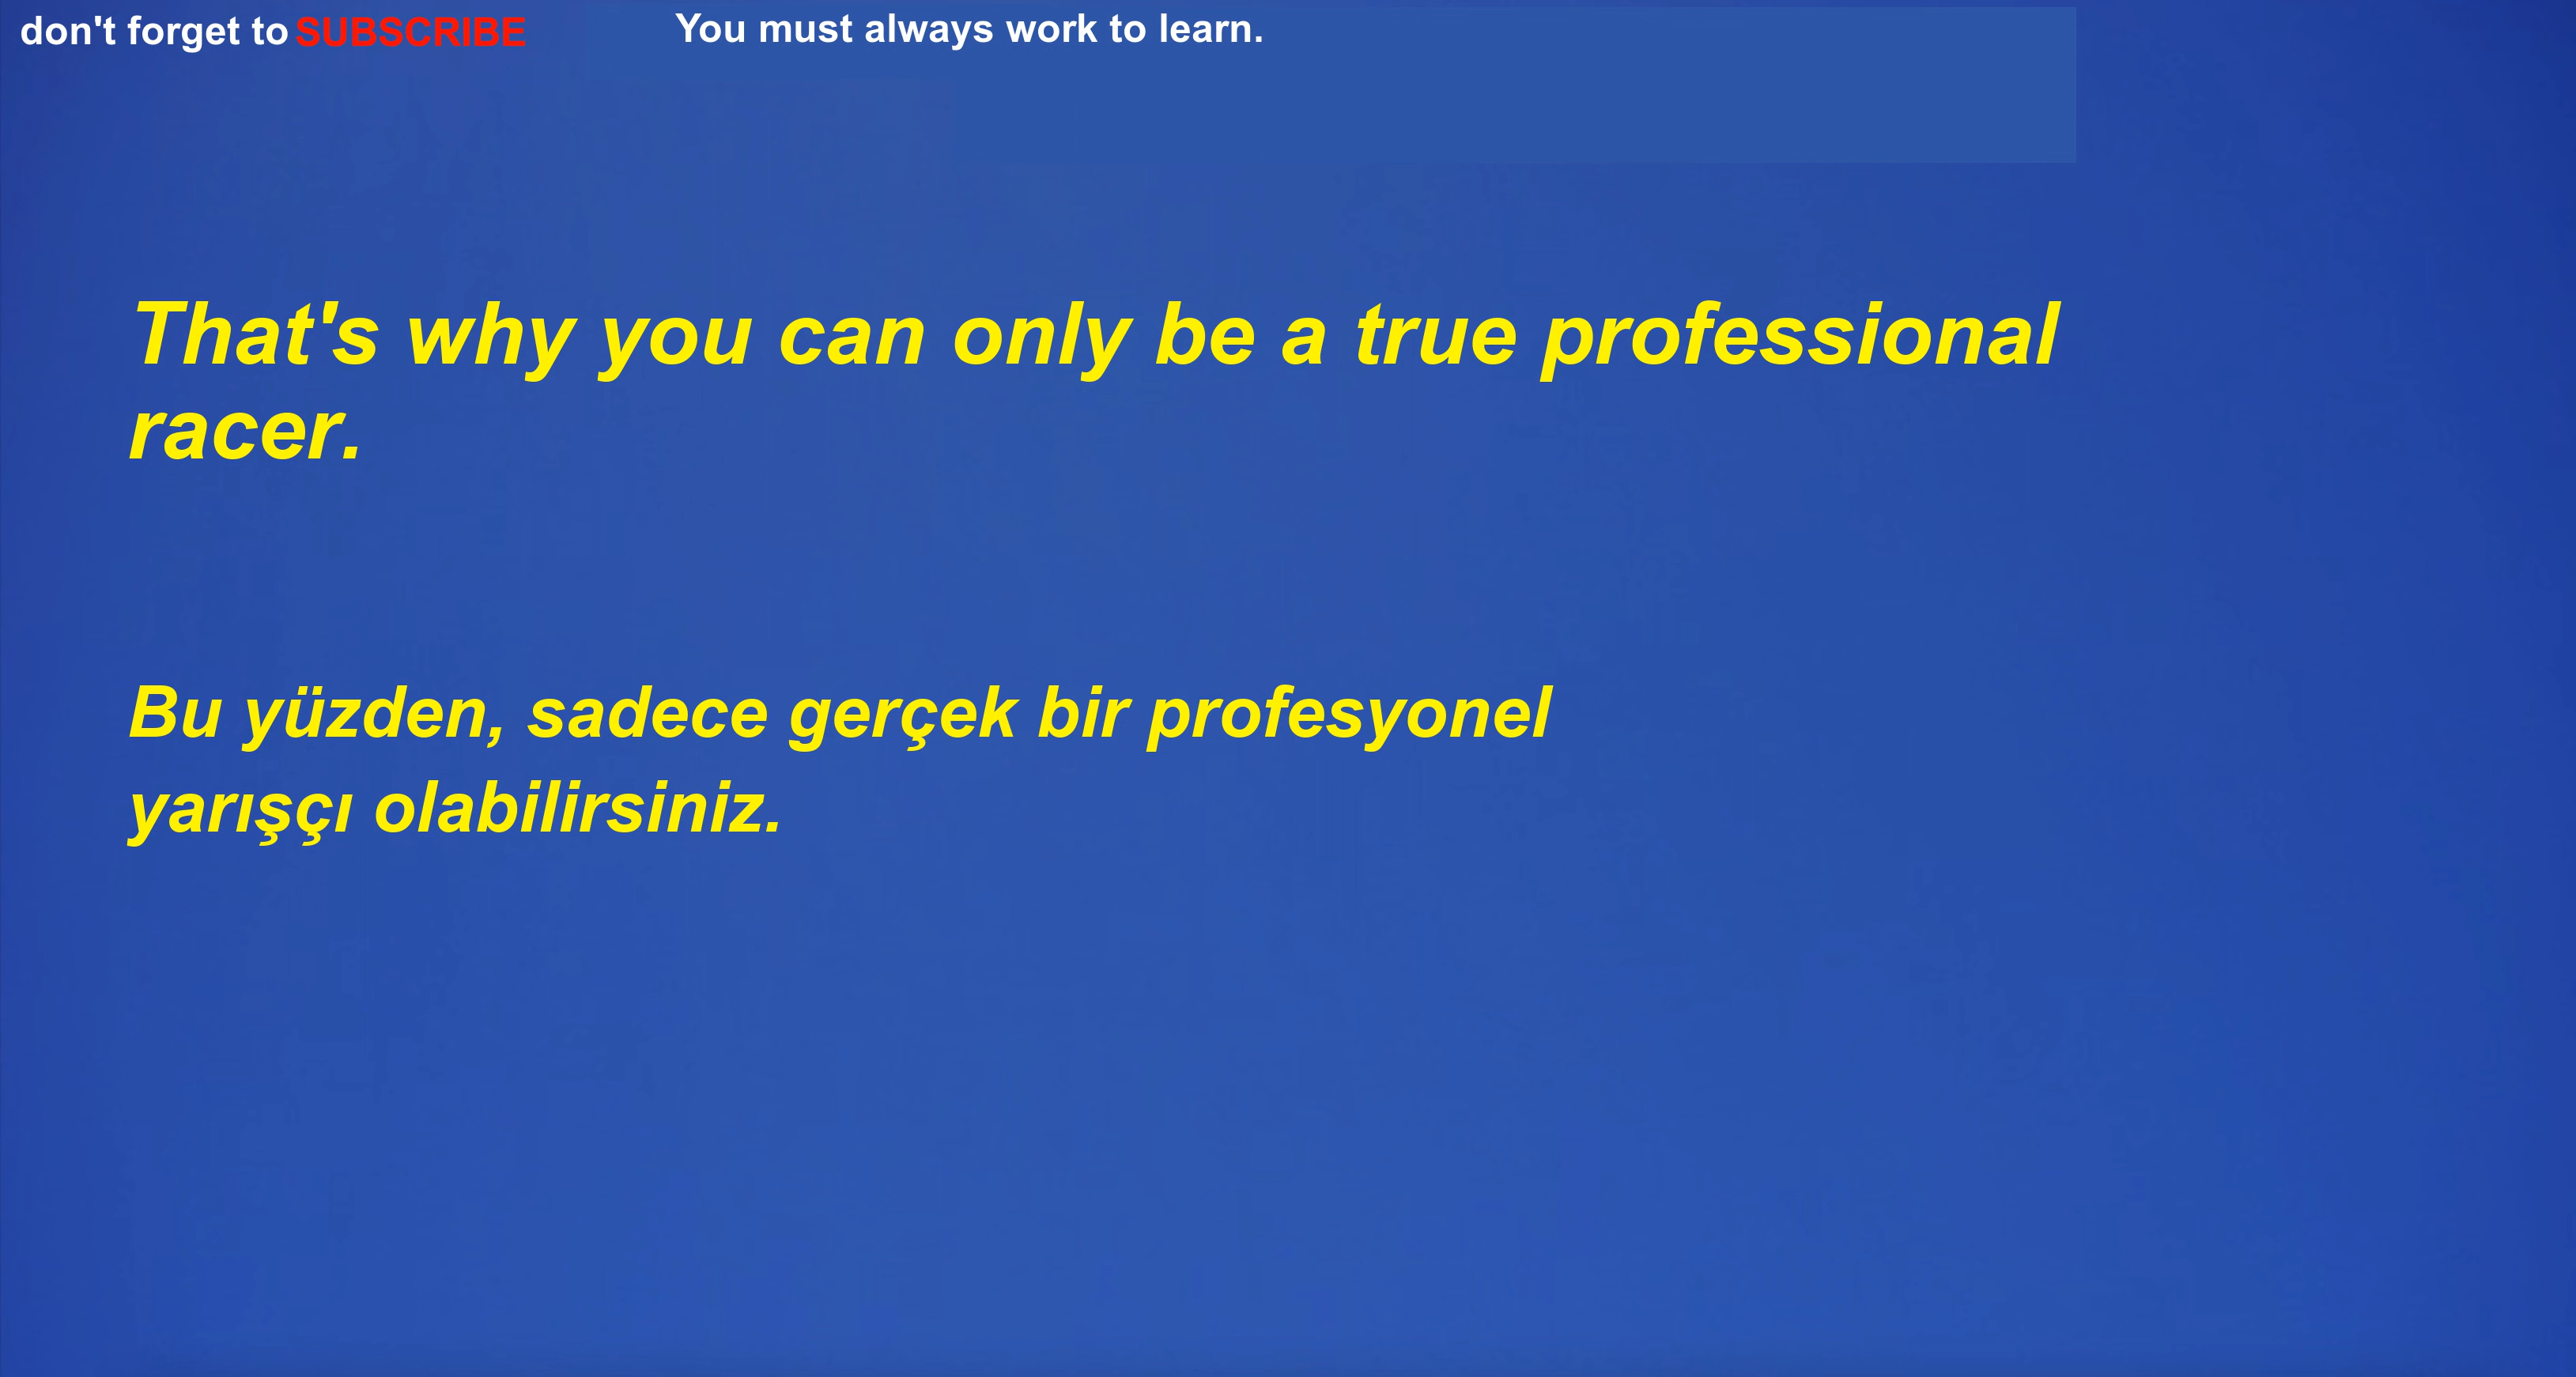 don't forget to SUBSCRIBE You must always work to learn.
That's why you can only be a true professional
racer.
Bu yüzden, sadece gerçek bir profesyonel
yarışçı olabilirsiniz.